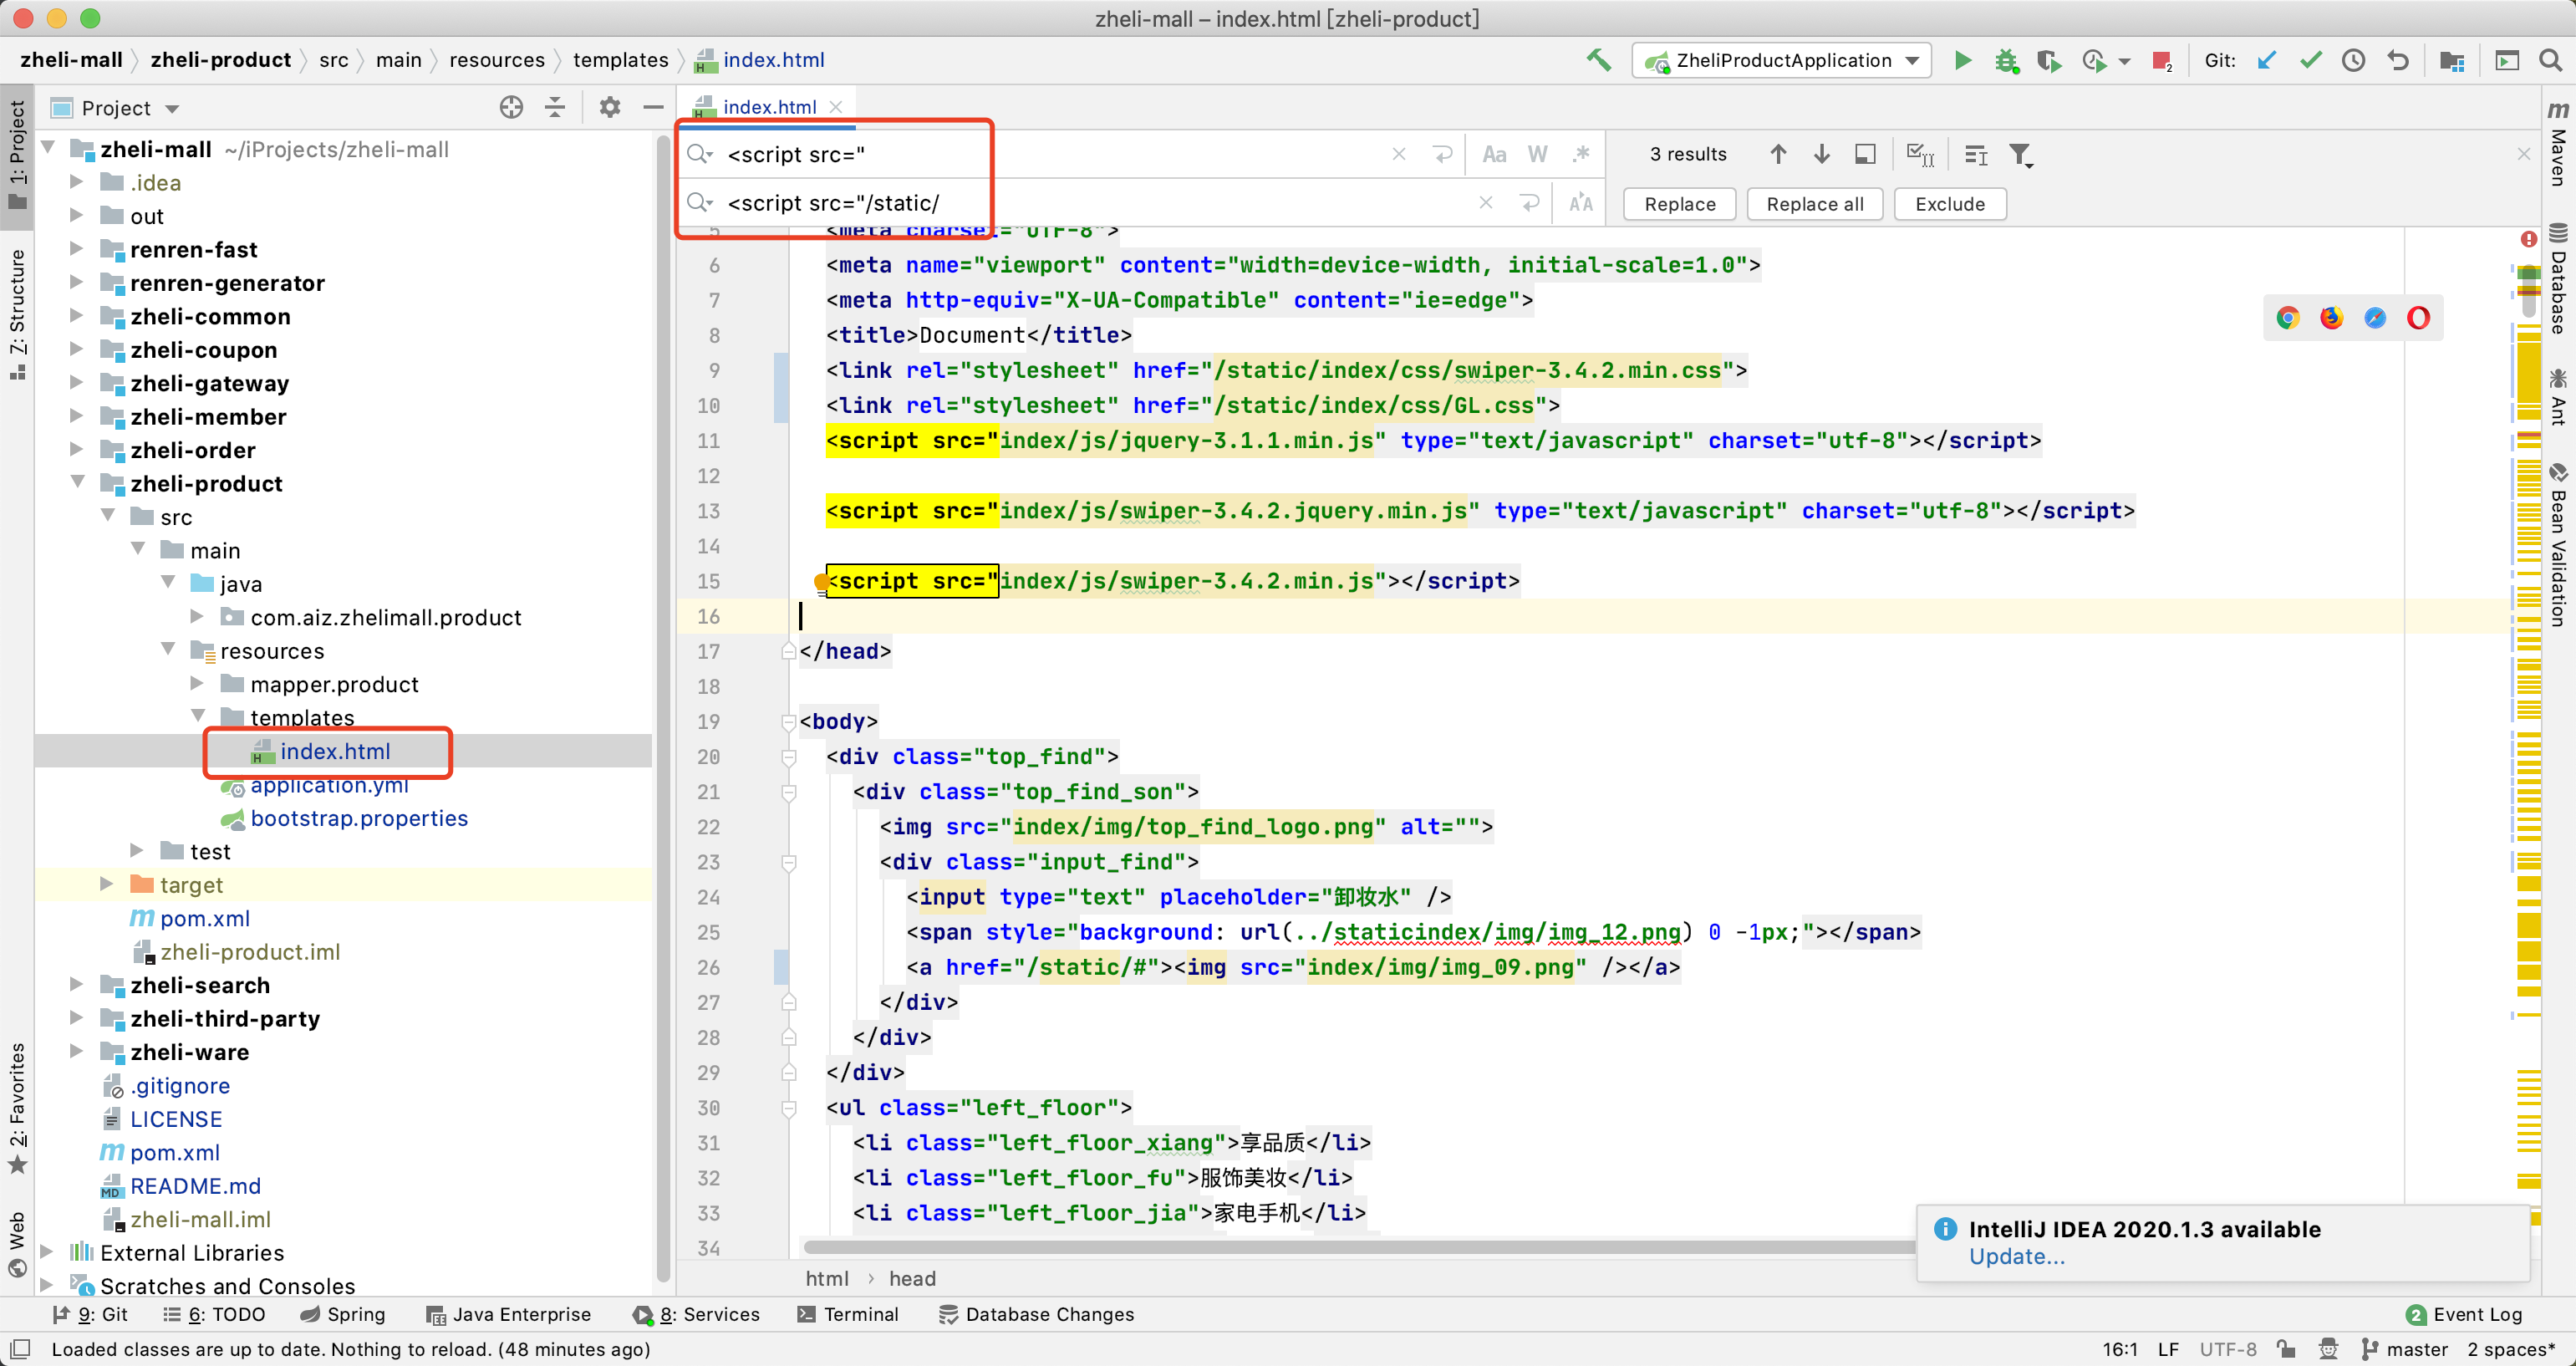 zheli-mall – index.html [zheli-product]
zheli-mall zheli-product src main resources templates index.html
ZheliProductApplication
2
Git:
1: Project
Z: Structure
2: Favorites
Web
Project
zheli-mall ~/iProjects/zheli-mall
.idea
out
renren-fast
renren-generator
zheli-common
zheli-coupon
zheli-gateway
zheli-member
zheli-order
zheli-product
src
main
java
com.aiz.zhelimall.product
resources
mapper.product
templates
index.html
application.yml
bootstrap.properties
test
target
pom.xml
zheli-product.iml
zheli-search
zheli-third-party
zheli-ware
.gitignore
LICENSE
pom.xml
README.md
zheli-mall.iml
External Libraries
Scratches and Consoles
index.html
<script src="
Aa W .*
3 results
<script src="/static/
Replace Replace all Exclude
5 <meta charset="UTF-8">
6 <meta name="viewport" content="width=device-width, initial-scale=1.0">
7 <meta http-equiv="X-UA-Compatible" content="ie=edge">
8 <title>Document</title>
9 <link rel="stylesheet" href="/static/index/css/swiper-3.4.2.min.css">
10 <link rel="stylesheet" href="/static/index/css/GL.css">
11 <script src="index/js/jquery-3.1.1.min.js" type="text/javascript" charset="utf-8"></script>
12
13 <script src="index/js/swiper-3.4.2.jquery.min.js" type="text/javascript" charset="utf-8"></script>
14
15 <script src="index/js/swiper-3.4.2.min.js"></script>
16
17 </head>
18
19 <body>
20 <div class="top_find">
21 <div class="top_find_son">
22 <img src="index/img/top_find_logo.png" alt="">
23 <div class="input_find">
24 <input type="text" placeholder="卸妆水" />
25 <span style="background: url(../staticindex/img/img_12.png) 0 -1px;"></span>
26 <a href="/static/#"><img src="index/img/img_09.png" /></a>
27 </div>
28 </div>
29 </div>
30 <ul class="left_floor">
31 <li class="left_floor_xiang">享品质</li>
32 <li class="left_floor_fu">服饰美妆</li>
33 <li class="left_floor_jia">家电手机</li>
34
html › head
Maven
Database
Ant
Bean Validation
IntelliJ IDEA 2020.1.3 available
Update...
9: Git 6: TODO Spring Java Enterprise 8: Services Terminal Database Changes 2 Event Log
Loaded classes are up to date. Nothing to reload. (48 minutes ago) 16:1 LF UTF-8 master 2 spaces*